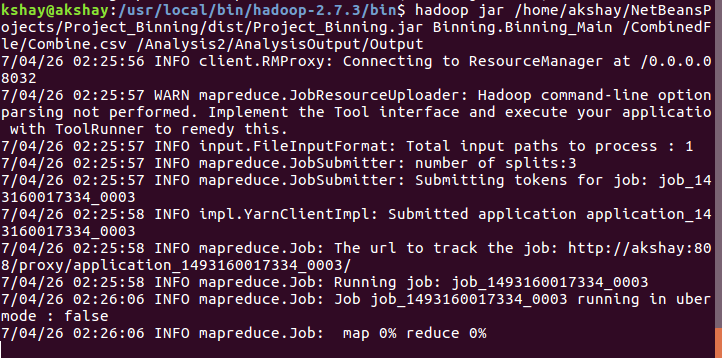 kshay@akshay:/usr/local/bin/hadoop-2.7.3/bin$ hadoop jar /home/akshay/NetBeansP
ojects/Project_Binning/dist/Project_Binning.jar Binning.Binning_Main /CombinedF
le/Combine.csv /Analysis2/AnalysisOutput/Output
7/04/26 02:25:56 INFO client.RMProxy: Connecting to ResourceManager at /0.0.0.0
8032
7/04/26 02:25:57 WARN mapreduce.JobResourceUploader: Hadoop command-line option
parsing not performed. Implement the Tool interface and execute your applicatio
 with ToolRunner to remedy this.
7/04/26 02:25:57 INFO input.FileInputFormat: Total input paths to process : 1
7/04/26 02:25:57 INFO mapreduce.JobSubmitter: number of splits:3
7/04/26 02:25:57 INFO mapreduce.JobSubmitter: Submitting tokens for job: job_14
3160017334_0003
7/04/26 02:25:58 INFO impl.YarnClientImpl: Submitted application application_14
3160017334_0003
7/04/26 02:25:58 INFO mapreduce.Job: The url to track the job: http://akshay:80
8/proxy/application_1493160017334_0003/
7/04/26 02:25:58 INFO mapreduce.Job: Running job: job_1493160017334_0003
7/04/26 02:26:06 INFO mapreduce.Job: Job job_1493160017334_0003 running in uber
mode : false
7/04/26 02:26:06 INFO mapreduce.Job:  map 0% reduce 0%